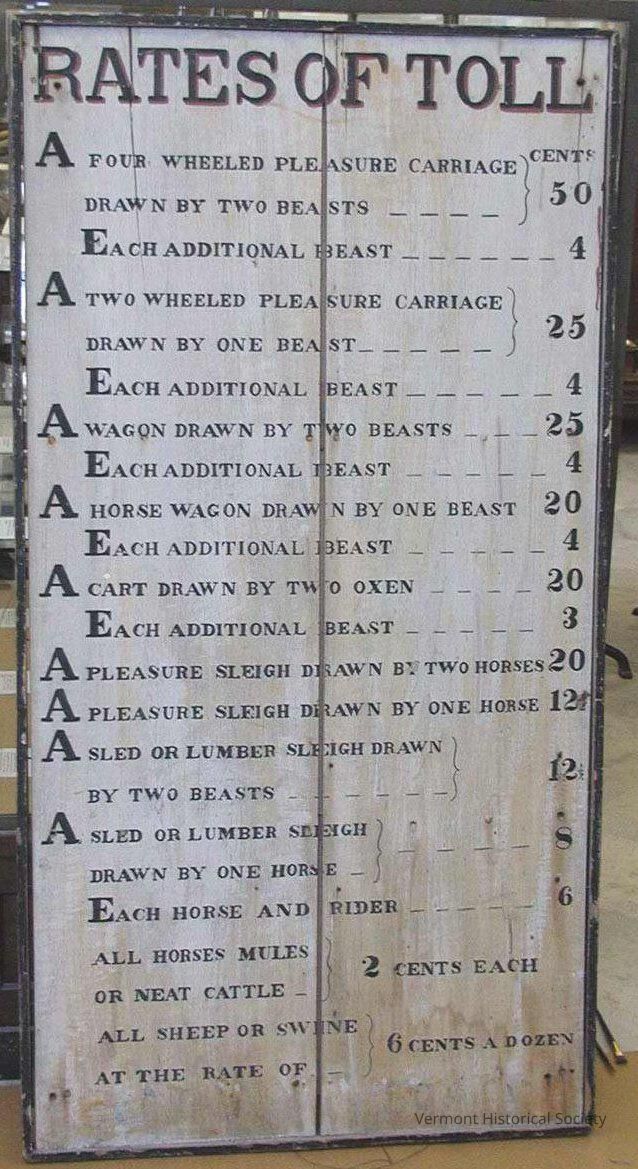 RATES OF TOLL
CENTS
A FOUR WHEELED PLEASURE CARRIAGE
DRAWN BY TWO BEASTS _ _ _ _ 50
EACH ADDITIONAL BEAST _ _ _ _ _ _ 4
A TWO WHEELED PLEASURE CARRIAGE
DRAWN BY ONE BEAST _ _ _ _ _ 25
EACH ADDITIONAL BEAST _ _ _ _ _ 4
A WAGON DRAWN BY TWO BEASTS _ _ _ 25
EACH ADDITIONAL BEAST _ _ _ _ _ 4
A HORSE WAGON DRAWN BY ONE BEAST 20
EACH ADDITIONAL BEAST _ _ _ _ _ 4
A CART DRAWN BY TWO OXEN _ _ _ _ 20
EACH ADDITIONAL BEAST _ _ _ _ _ 3
A PLEASURE SLEIGH DRAWN BY TWO HORSES 20
A PLEASURE SLEIGH DRAWN BY ONE HORSE 12½
A SLED OR LUMBER SLEIGH DRAWN
BY TWO BEASTS _ _ _ _ _ _ 12½
A SLED OR LUMBER SLEIGH
DRAWN BY ONE HORSE _ _ _ _ _ 8
EACH HORSE AND RIDER _ _ _ _ _ 6
ALL HORSES MULES
OR NEAT CATTLE _ 2 CENTS EACH
ALL SHEEP OR SWINE
AT THE RATE OF _ 6 CENTS A DOZEN
Vermont Historical Society